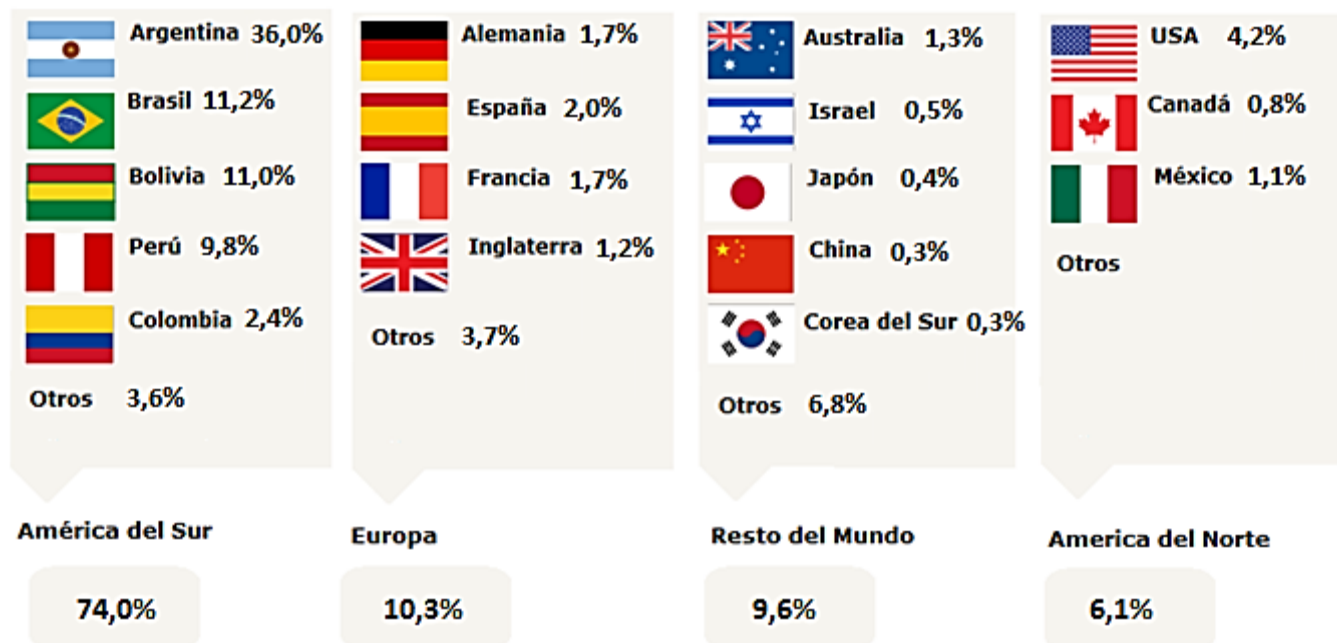 Argentina 36,0%
Brasil 11,2%
Bolivia 11,0%
Perú 9,8%
Colombia 2,4%
Otros 3,6%
América del Sur
74,0%
Alemania 1,7%
España 2,0%
Francia 1,7%
Inglaterra 1,2%
Otros 3,7%
Europa
10,3%
Australia 1,3%
Israel 0,5%
Japón 0,4%
China 0,3%
Corea del Sur 0,3%
Otros 6,8%
Resto del Mundo
9,6%
USA 4,2%
Canadá 0,8%
México 1,1%
Otros
America del Norte
6,1%